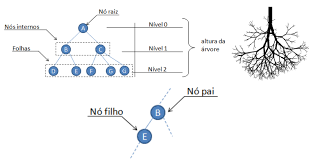 Nó raiz
A
Nível 0
Nós internos
B C
Nível 1
altura da
árvore
Folhas
D E F G G
Nível 2
Nó pai
B
Nó filho
E